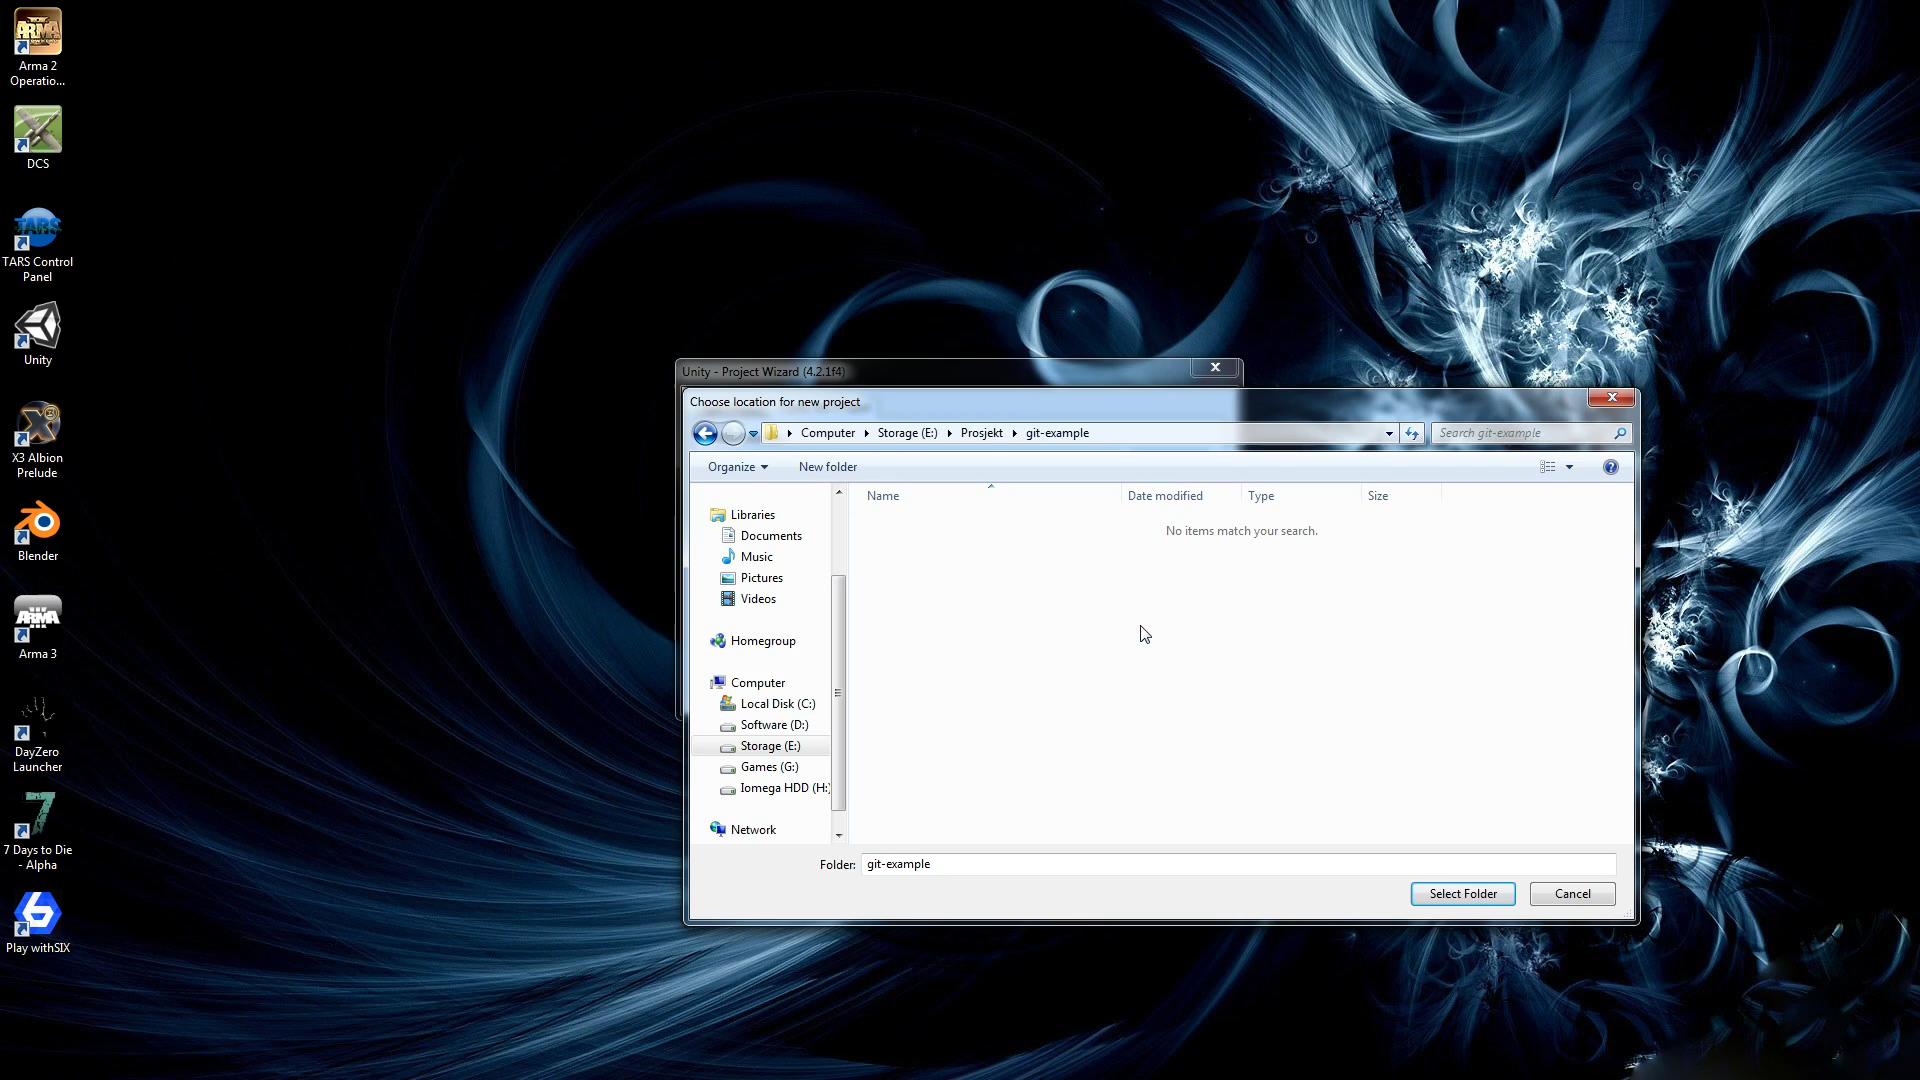 Arma 2
Operatio...
DCS
TARS
TARS Control
Panel
Unity
X3 Albion
Prelude
Blender
Arma 3
DayZero
Launcher
7 Days to Die
- Alpha
Play withSIX
Unity - Project Wizard (4.2.1f4)
Choose location for new project
Computer
Storage (E:)
Prosjekt
git-example
Search git-example
Organize
New folder
Name
Date modified
Type
Size
No items match your search.
Libraries
Documents
Music
Pictures
Videos
Homegroup
Computer
Local Disk (C:)
Software (D:)
Storage (E:)
Games (G:)
Iomega HDD (H:)
Network
Folder:
git-example
Select Folder
Cancel